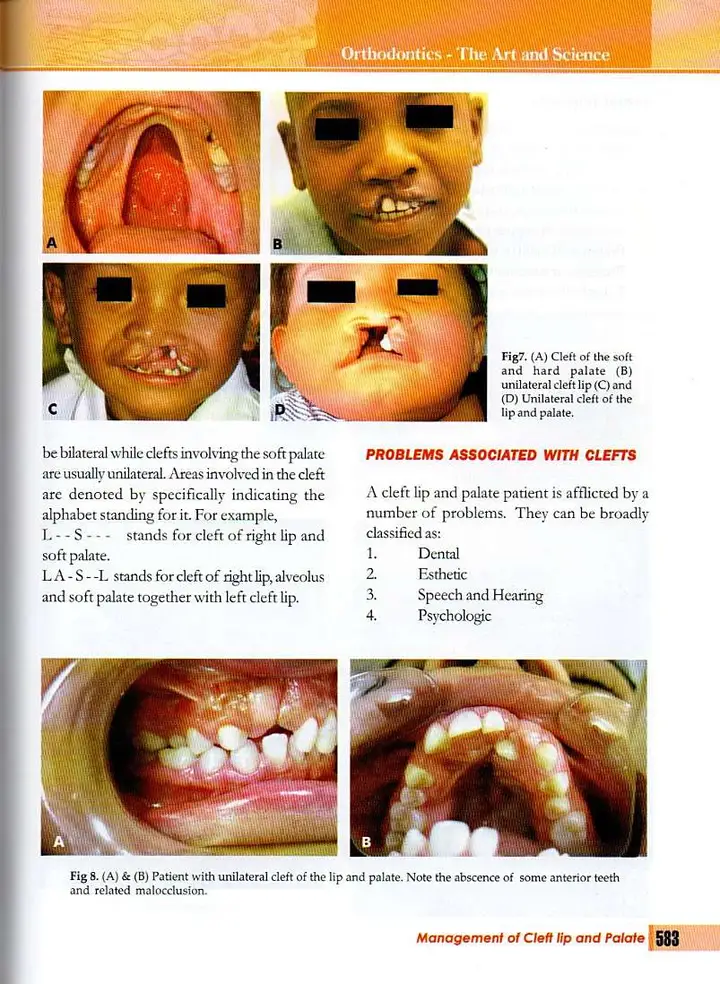 Orthodontics - The Art and Science
A
B
C
D
Fig7. (A) Cleft of the soft
and hard palate (B)
unilateral cleft lip (C) and
(D) Unilateral cleft of the
lip and palate.
be bilateral while clefts involving the soft palate
are usually unilateral. Areas involved in the cleft
are denoted by specifically indicating the
alphabet standing for it. For example,
L - - S - - - stands for cleft of right lip and
soft palate.
L A - S - -L stands for cleft of right lip, alveolus
and soft palate together with left cleft lip.
PROBLEMS ASSOCIATED WITH CLEFTS
A cleft lip and palate patient is afflicted by a
number of problems. They can be broadly
classified as:
1. Dental
2. Esthetic
3. Speech and Hearing
4. Psychologic
A
B
Fig 8. (A) & (B) Patient with unilateral cleft of the lip and palate. Note the abscence of some anterior teeth
and related malocclusion.
Management of Cleft lip and Palate 583